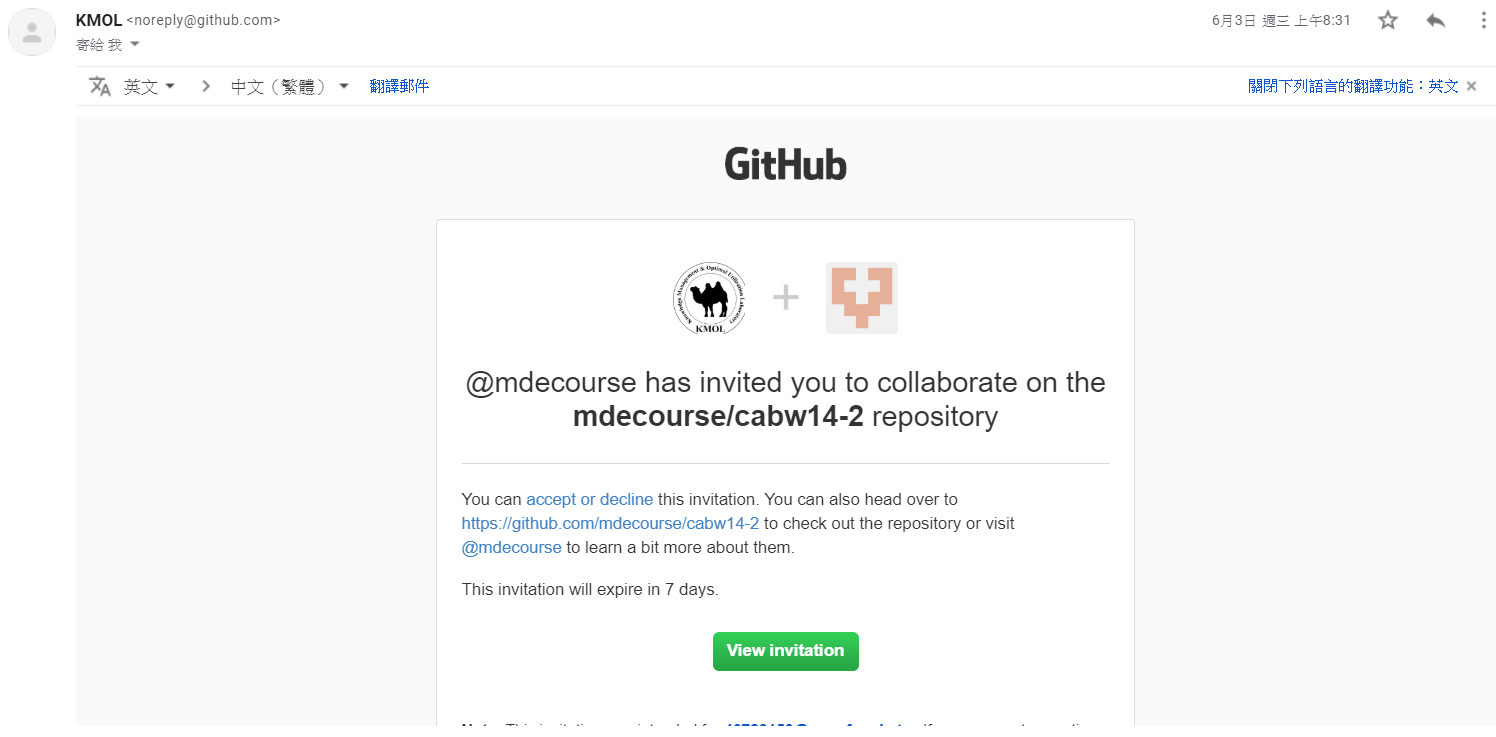 KMOL <noreply@github.com>
6月3日 週三 上午8:31
寄給 我
英文
中文（繁體）
翻譯郵件
關閉下列語言的翻譯功能：英文
GitHub
Knowledge Management & Optimal Utilization Laboratory
KMOL
@mdecourse has invited you to collaborate on the
mdecourse/cabw14-2 repository
You can accept or decline this invitation. You can also head over to
https://github.com/mdecourse/cabw14-2 to check out the repository or visit
@mdecourse to learn a bit more about them.
This invitation will expire in 7 days.
View invitation